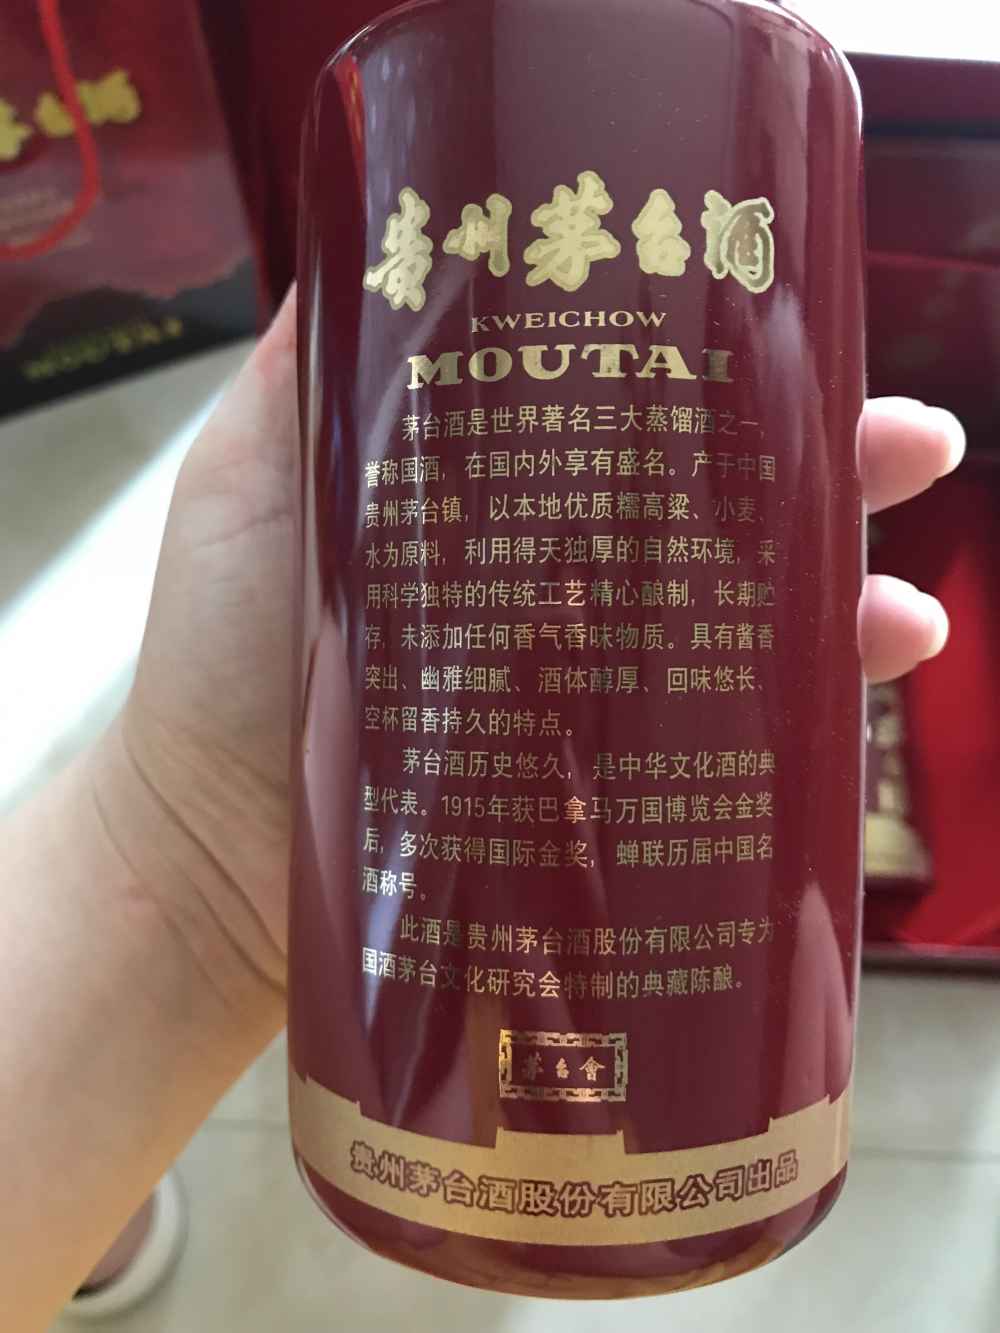 贵州茅台酒
KWEICHOW
MOUTAI
茅台酒是世界著名三大蒸馏酒之一，
誉称国酒，在国内外享有盛名。产于中国
贵州茅台镇，以本地优质糯高粱、小麦、
水为原料，利用得天独厚的自然环境，采
用科学独特的传统工艺精心酿制，长期贮
存，未添加任何香气香味物质。具有酱香
突出、幽雅细腻、酒体醇厚、回味悠长、
空杯留香持久的特点。
茅台酒历史悠久，是中华文化酒的典
型代表。1915年获巴拿马万国博览会金奖
后，多次获得国际金奖，蝉联历届中国名
酒称号。
此酒是贵州茅台酒股份有限公司专为
国酒茅台文化研究会特制的典藏陈酿。
茅台會
贵州茅台酒股份有限公司出品
MOUTAI